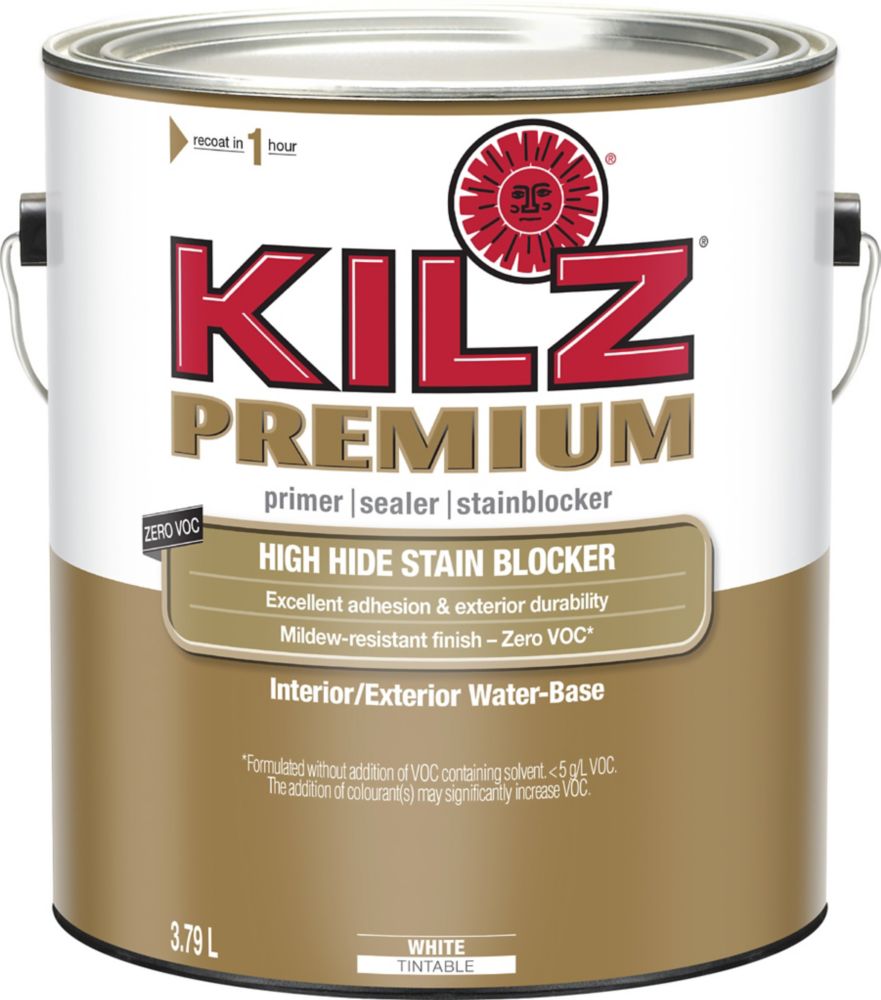 recoat in 1 hour
®
KILZ®
PREMIUM
primer | sealer | stainblocker
ZERO VOC
HIGH HIDE STAIN BLOCKER
Excellent adhesion & exterior durability
Mildew-resistant finish – Zero VOC*
Interior/Exterior Water-Base
*Formulated without addition of VOC containing solvent. <5 g/L VOC.
The addition of colourant(s) may significantly increase VOC.
3.79 L
WHITE
TINTABLE